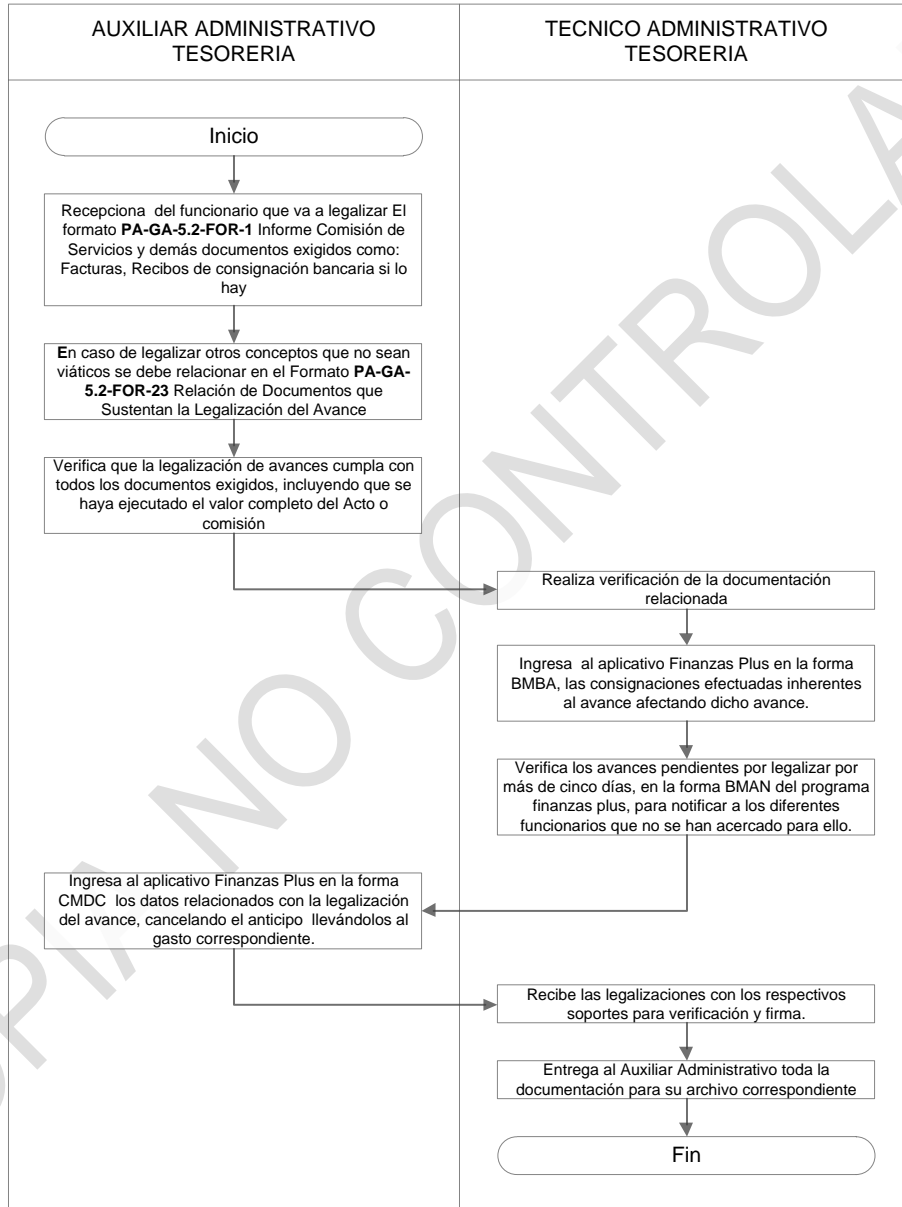 AUXILIAR ADMINISTRATIVO
TESORERIA
TECNICO ADMINISTRATIVO
TESORERIA
Inicio
Recepciona del funcionario que va a legalizar El
formato PA-GA-5.2-FOR-1 Informe Comisión de
Servicios y demás documentos exigidos como:
Facturas, Recibos de consignación bancaria si lo
hay
En caso de legalizar otros conceptos que no sean
viáticos se debe relacionar en el Formato PA-GA-
5.2-FOR-23 Relación de Documentos que
Sustentan la Legalización del Avance
Verifica que la legalización de avances cumpla con
todos los documentos exigidos, incluyendo que se
haya ejecutado el valor completo del Acto o
comisión
Realiza verificación de la documentación
relacionada
Ingresa al aplicativo Finanzas Plus en la forma
BMBA, las consignaciones efectuadas inherentes
al avance afectando dicho avance.
Verifica los avances pendientes por legalizar por
más de cinco días, en la forma BMAN del programa
finanzas plus, para notificar a los diferentes
funcionarios que no se han acercado para ello.
Ingresa al aplicativo Finanzas Plus en la forma
CMDC los datos relacionados con la legalización
del avance, cancelando el anticipo llevándolos al
gasto correspondiente.
Recibe las legalizaciones con los respectivos
soportes para verificación y firma.
Entrega al Auxiliar Administrativo toda la
documentación para su archivo correspondiente
Fin
OPIA NO CONTROLA